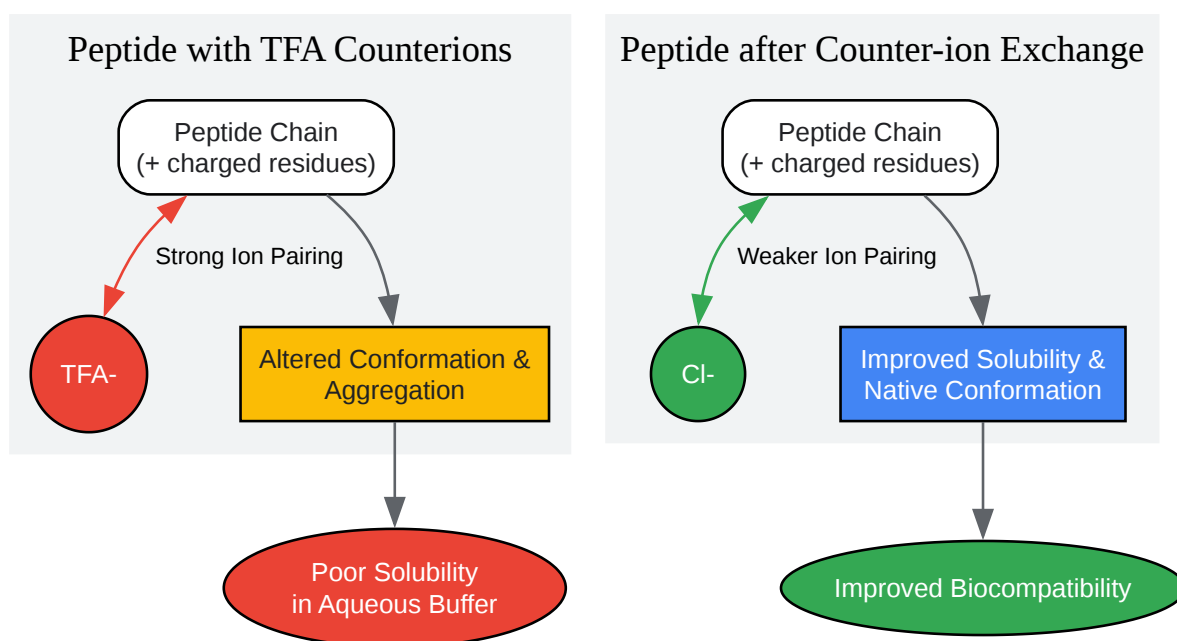 Peptide with TFA Counterions
Peptide Chain
(+ charged residues)
Strong Ion Pairing
TFA-
Altered Conformation &
Aggregation
Poor Solubility
in Aqueous Buffer
Peptide after Counter-ion Exchange
Peptide Chain
(+ charged residues)
Weaker Ion Pairing
Cl-
Improved Solubility &
Native Conformation
Improved Biocompatibility